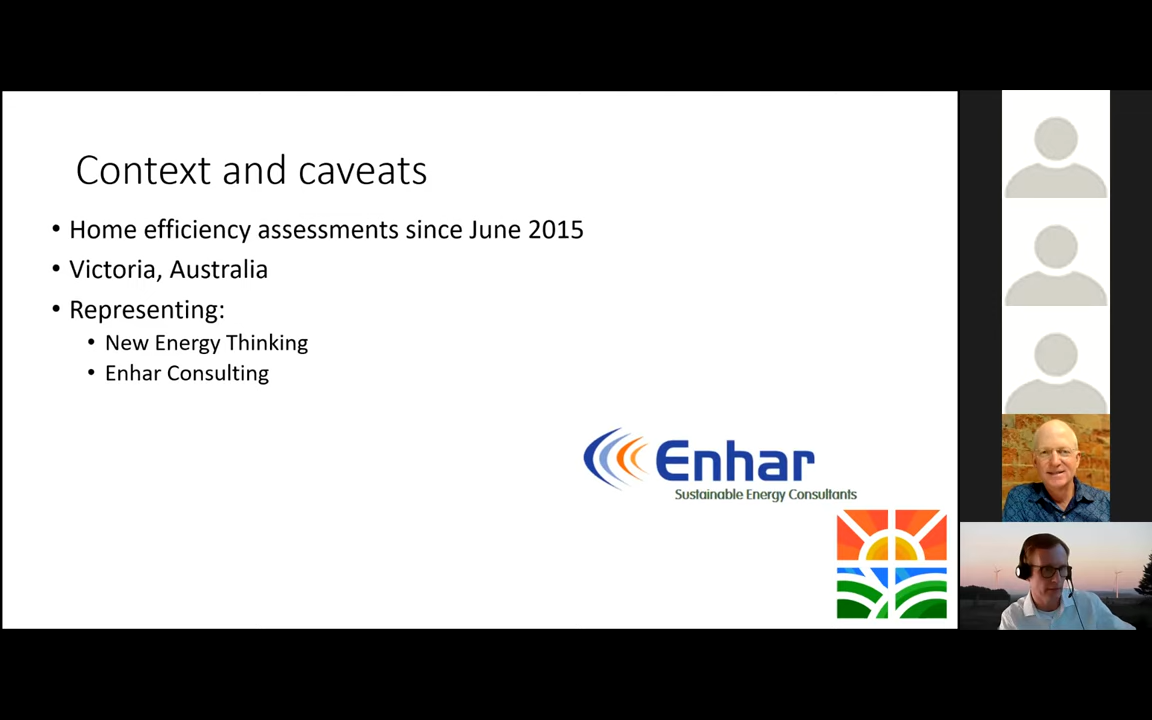 Context and caveats
• Home efficiency assessments since June 2015
• Victoria, Australia
• Representing:
• New Energy Thinking
• Enhar Consulting
Enhar
Sustainable Energy Consultants